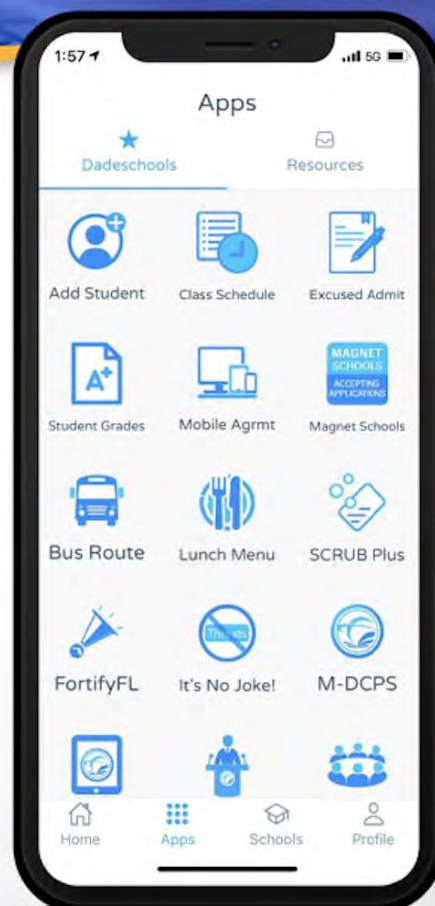 1:57
5G
Apps
Dadeschools Resources
Add Student Class Schedule Excused Admit
A+
MAGNET
SCHOOLS
ACCEPTING
APPLICATIONS
Student Grades Mobile Agrmt Magnet Schools
Bus Route Lunch Menu SCRUB Plus
Threats
FortifyFL It's No Joke! M-DCPS
Home Apps Schools Profile